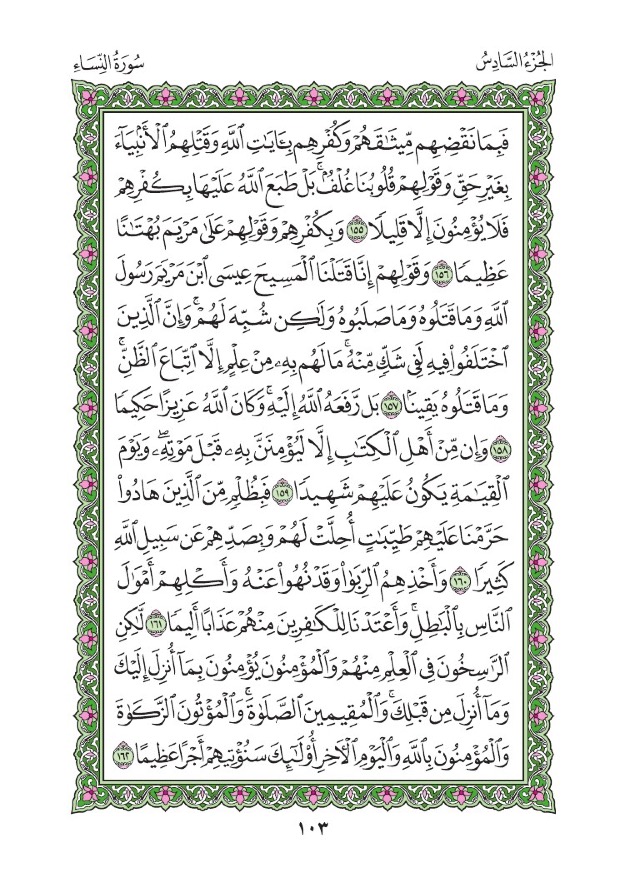 الجُزْءُ السَّادِسُ
سُورَةُ النِّسَاءِ
فَبِمَا نَقْضِهِم مِّيثَٰقَهُمْ وَكُفْرِهِم بِـَٔايَٰتِ ٱللَّهِ وَقَتْلِهِمُ ٱلْأَنۢبِيَآءَ
بِغَيْرِ حَقٍّ وَقَوْلِهِمْ قُلُوبُنَا غُلْفٌۢ ۚ بَلْ طَبَعَ ٱللَّهُ عَلَيْهَا بِكُفْرِهِمْ
فَلَا يُؤْمِنُونَ إِلَّا قَلِيلًا ١٥٥ وَبِكُفْرِهِمْ وَقَوْلِهِمْ عَلَىٰ مَرْيَمَ بُهْتَٰنًا
عَظِيمًا ١٥٦ وَقَوْلِهِمْ إِنَّا قَتَلْنَا ٱلْمَسِيحَ عِيسَى ٱبْنَ مَرْيَمَ رَسُولَ
ٱللَّهِ وَمَا قَتَلُوهُ وَمَا صَلَبُوهُ وَلَٰكِن شُبِّهَ لَهُمْ ۚ وَإِنَّ ٱلَّذِينَ
ٱخْتَلَفُوا۟ فِيهِ لَفِى شَكٍّ مِّنْهُ ۚ مَا لَهُم بِهِۦ مِنْ عِلْمٍ إِلَّا ٱتِّبَاعَ ٱلظَّنِّ ۚ
وَمَا قَتَلُوهُ يَقِينًۢا ١٥٧ بَل رَّفَعَهُ ٱللَّهُ إِلَيْهِ ۚ وَكَانَ ٱللَّهُ عَزِيزًا حَكِيمًا
١٥٨ وَإِن مِّنْ أَهْلِ ٱلْكِتَٰبِ إِلَّا لَيُؤْمِنَنَّ بِهِۦ قَبْلَ مَوْتِهِۦ ۖ وَيَوْمَ
ٱلْقِيَٰمَةِ يَكُونُ عَلَيْهِمْ شَهِيدًا ١٥٩ فَبِظُلْمٍ مِّنَ ٱلَّذِينَ هَادُوا۟
حَرَّمْنَا عَلَيْهِمْ طَيِّبَٰتٍ أُحِلَّتْ لَهُمْ وَبِصَدِّهِمْ عَن سَبِيلِ ٱللَّهِ
كَثِيرًا ١٦٠ وَأَخْذِهِمُ ٱلرِّبَوٰا۟ وَقَدْ نُهُوا۟ عَنْهُ وَأَكْلِهِمْ أَمْوَٰلَ
ٱلنَّاسِ بِٱلْبَٰطِلِ ۚ وَأَعْتَدْنَا لِلْكَٰفِرِينَ مِنْهُمْ عَذَابًا أَلِيمًا ١٦١ لَّٰكِنِ
ٱلرَّٰسِخُونَ فِى ٱلْعِلْمِ مِنْهُمْ وَٱلْمُؤْمِنُونَ يُؤْمِنُونَ بِمَآ أُنزِلَ إِلَيْكَ
وَمَآ أُنزِلَ مِن قَبْلِكَ ۚ وَٱلْمُقِيمِينَ ٱلصَّلَوٰةَ ۚ وَٱلْمُؤْتُونَ ٱلزَّكَوٰةَ
وَٱلْمُؤْمِنُونَ بِٱللَّهِ وَٱلْيَوْمِ ٱلْءَاخِرِ أُو۟لَٰٓئِكَ سَنُؤْتِيهِمْ أَجْرًا عَظِيمًا ١٦٢
١٠٣